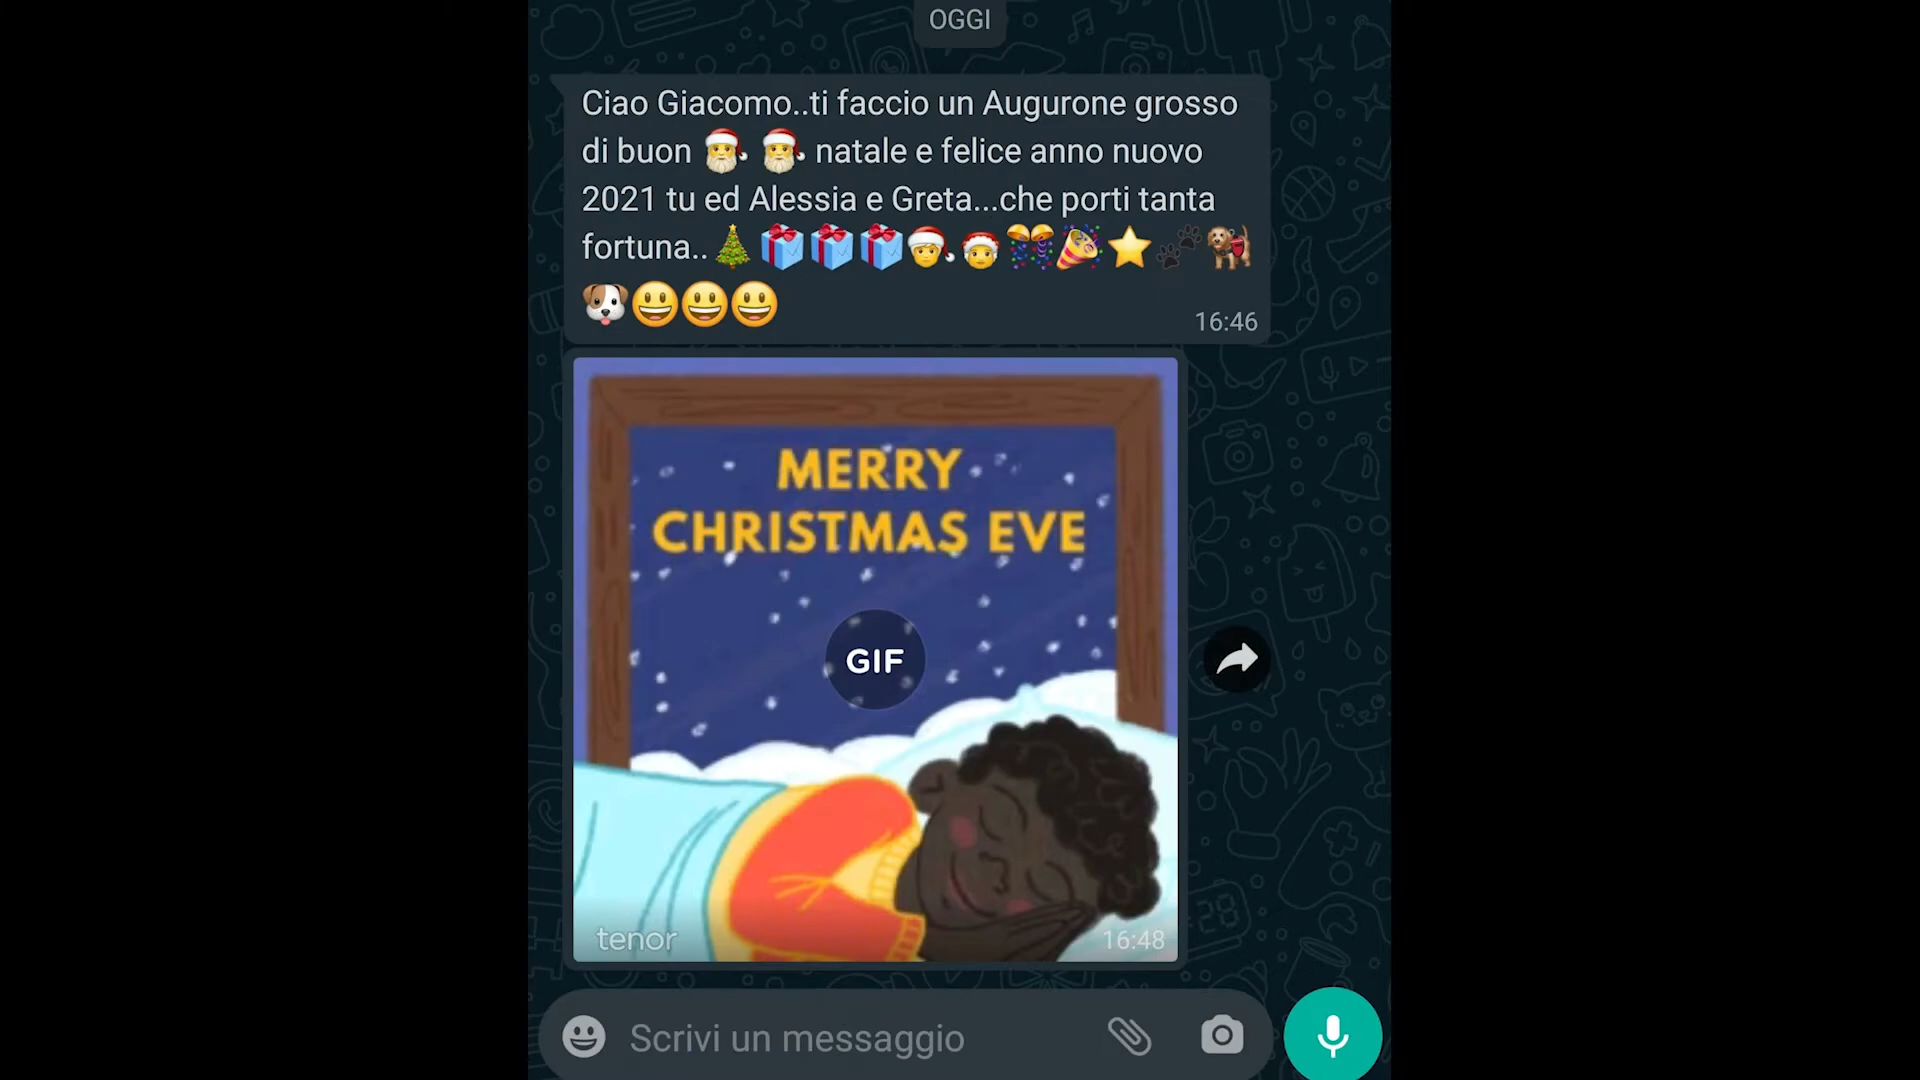 OGGI
Ciao Giacomo..ti faccio un Augurone grosso
di buon 🎅 🎅 natale e felice anno nuovo
2021 tu ed Alessia e Greta...che porti tanta
fortuna..🎄🎁🎁🎁🧑‍🎄🤶🎊🎉⭐🐾🐕‍🦺
🐶😃😃😃
16:46
MERRY
CHRISTMAS EVE
GIF
tenor
16:48
Scrivi un messaggio